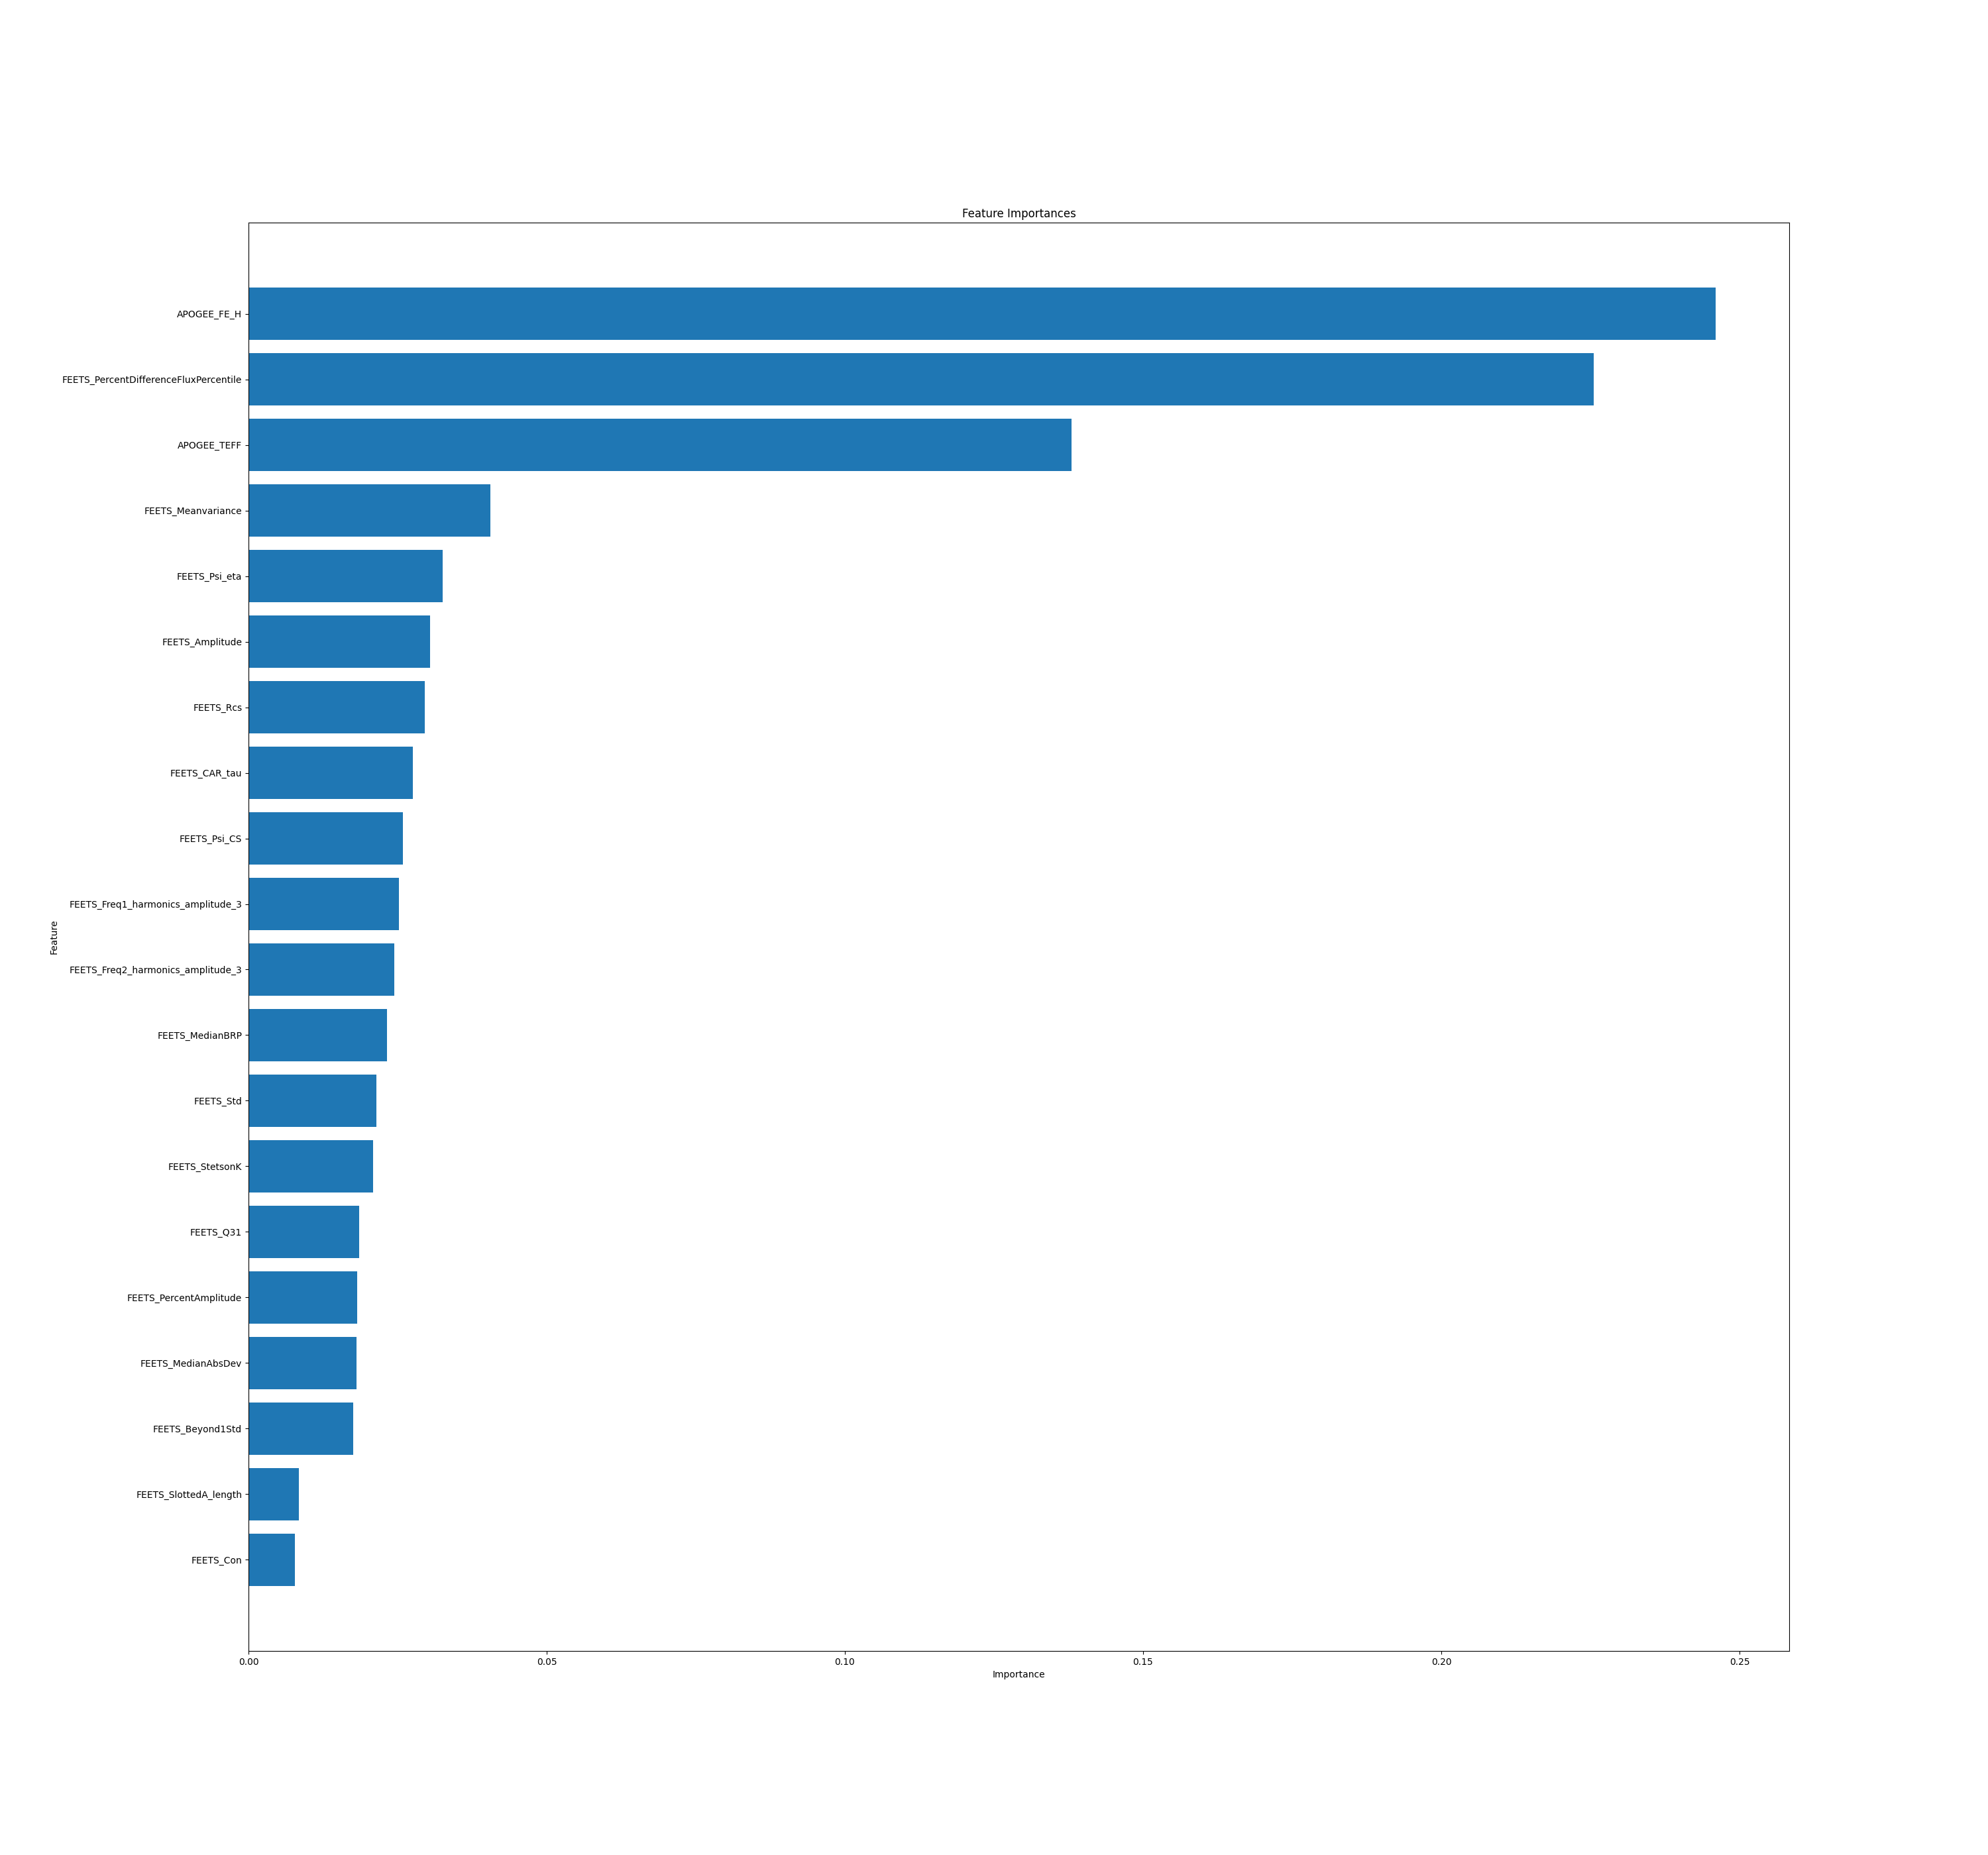 Feature Importances
APOGEE_FE_H
FEETS_PercentDifferenceFluxPercentile
APOGEE_TEFF
FEETS_Meanvariance
FEETS_Psi_eta
FEETS_Amplitude
FEETS_Rcs
FEETS_CAR_tau
FEETS_Psi_CS
FEETS_Freq1_harmonics_amplitude_3
Feature
FEETS_Freq2_harmonics_amplitude_3
FEETS_MedianBRP
FEETS_Std
FEETS_StetsonK
FEETS_Q31
FEETS_PercentAmplitude
FEETS_MedianAbsDev
FEETS_Beyond1Std
FEETS_SlottedA_length
FEETS_Con
0.00 0.05 0.10 0.15 0.20 0.25
Importance